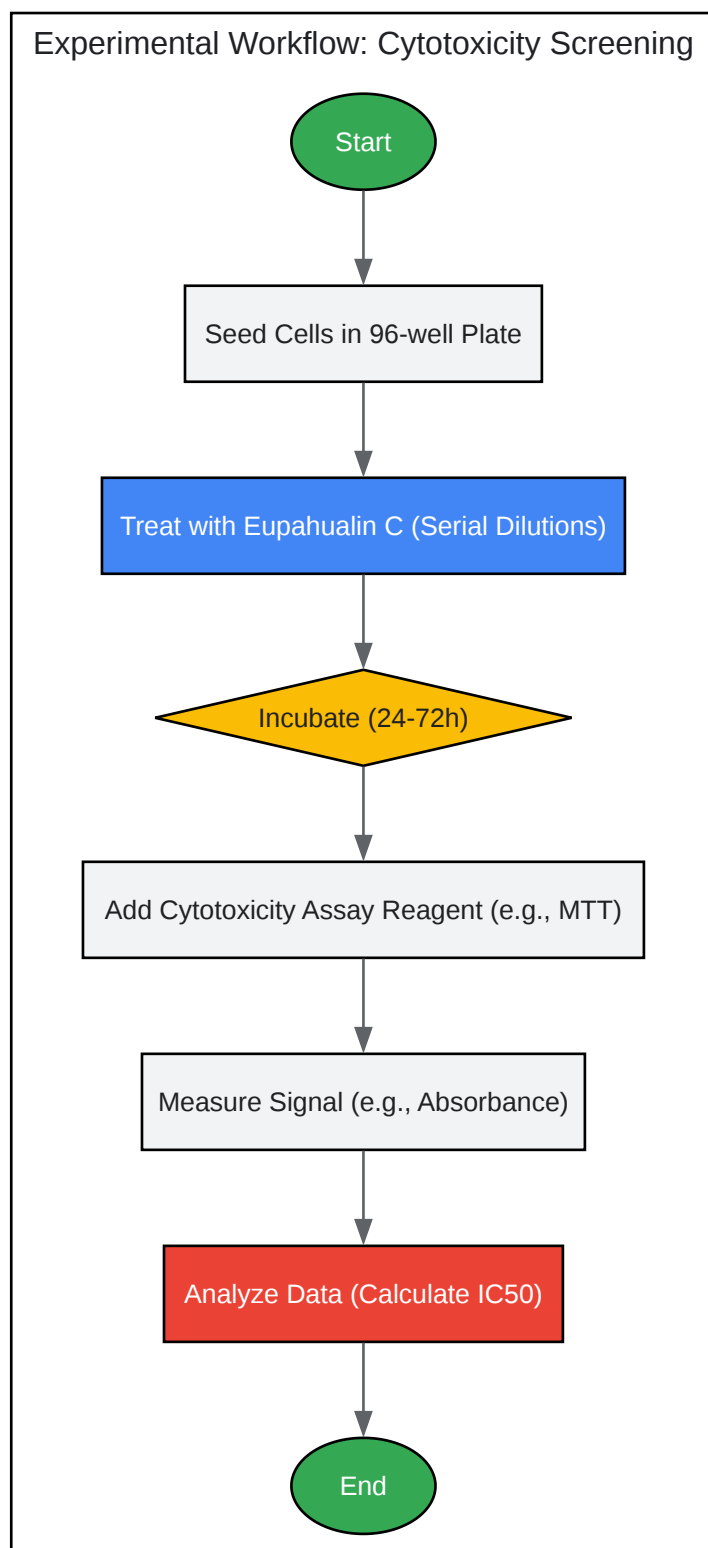 Experimental Workflow: Cytotoxicity Screening
Start
Seed Cells in 96-well Plate
Treat with Eupahualin C (Serial Dilutions)
Incubate (24-72h)
Add Cytotoxicity Assay Reagent (e.g., MTT)
Measure Signal (e.g., Absorbance)
Analyze Data (Calculate IC50)
End